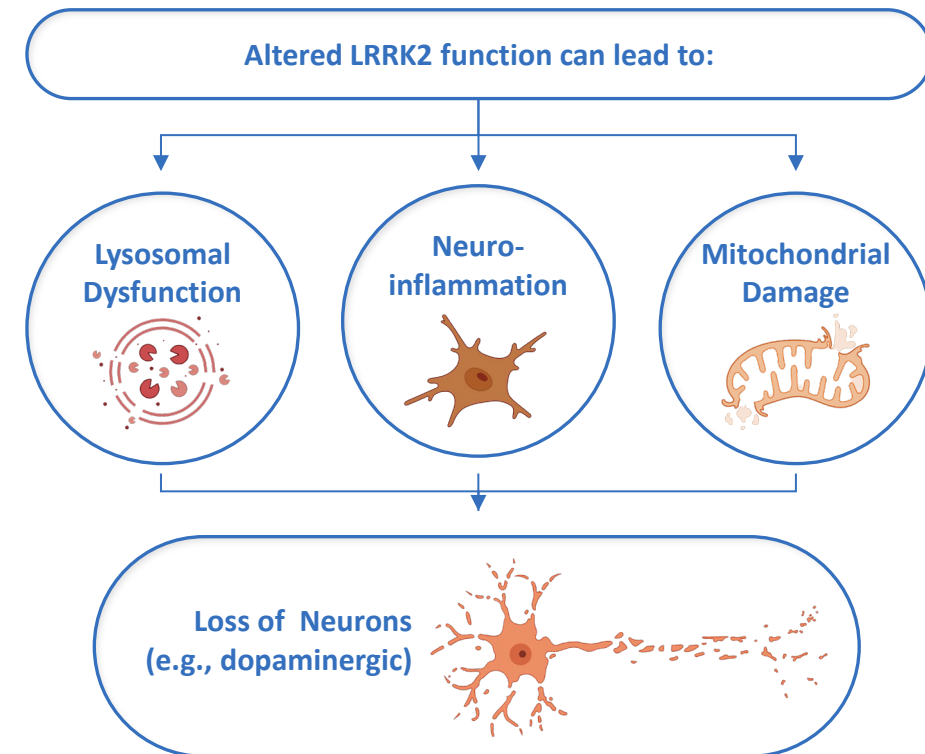 Altered LRRK2 function can lead to:
Lysosomal
Dysfunction
Neuro-
inflammation
Mitochondrial
Damage
Loss of  Neurons
(e.g., dopaminergic)